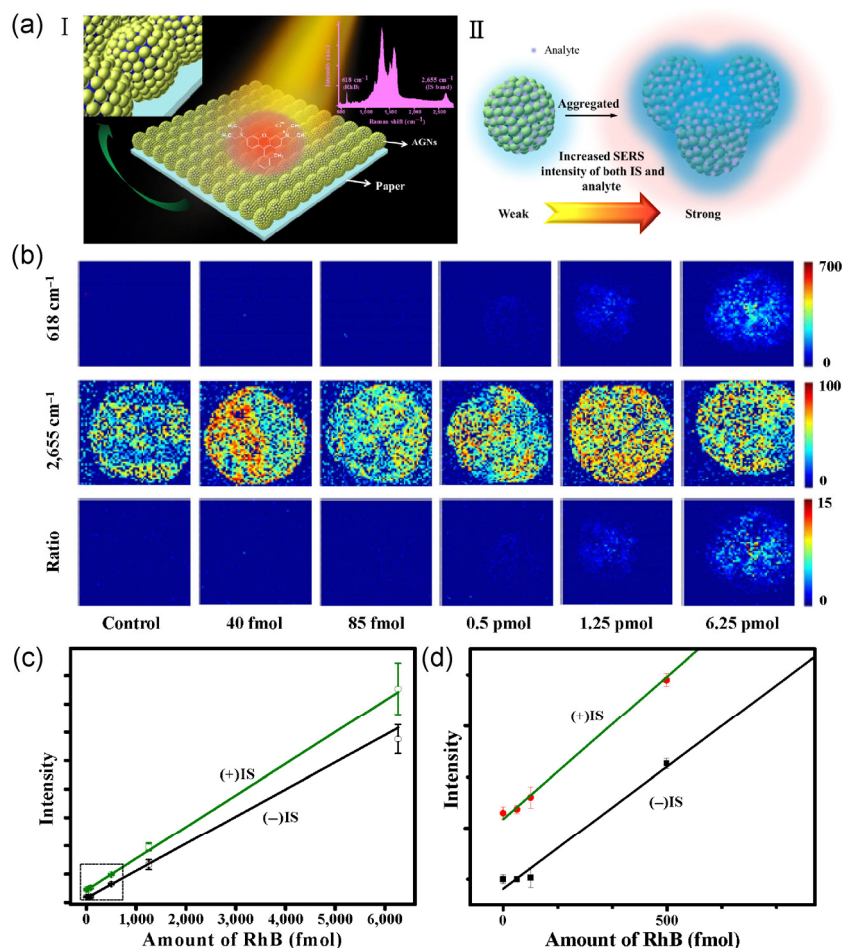 (a) I
Intensity (a.u.)
618 cm⁻¹
(RhB)
2,655 cm⁻¹
(IS band)
Raman shift (cm⁻¹)
AGNs
Paper
II
Analyte
Aggregated
Increased SERS
intensity of both IS and
analyte
Weak
Strong
(b)
618 cm⁻¹
700
0
2,655 cm⁻¹
100
0
Ratio
15
0
Control 40 fmol 85 fmol 0.5 pmol 1.25 pmol 6.25 pmol
(c)
Intensity
(+)IS
(−)IS
0 1,000 2,000 3,000 4,000 5,000 6,000
Amount of RhB (fmol)
(d)
Intensity
(+)IS
(−)IS
0 500
Amount of RhB (fmol)